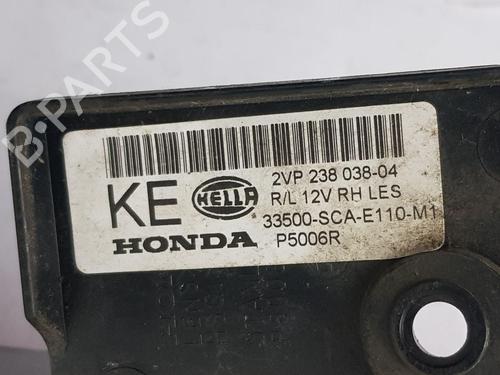 B-PARTS
KE
HELLA
2VP 238 038-04
R/L 12V RH LES
33500-SCA-E110-M1
HONDA
P5006R